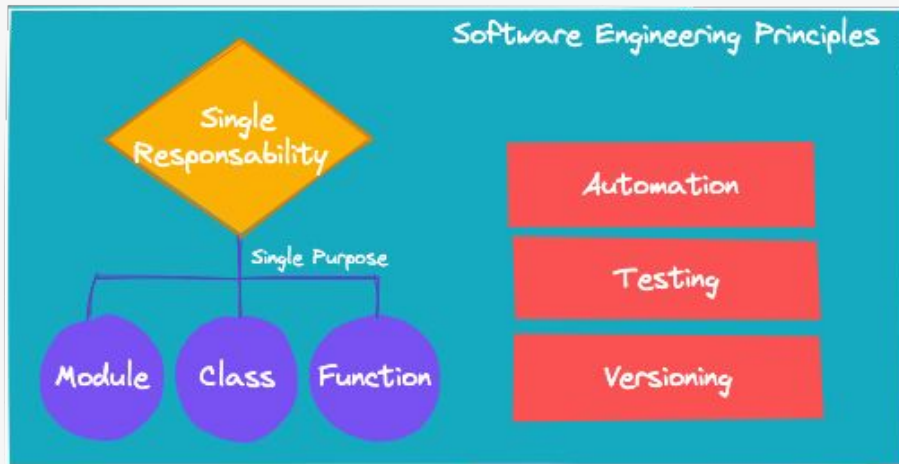 Software Engineering Principles
Single
Responsability
Single Purpose
Module
Class
Function
Automation
Testing
Versioning